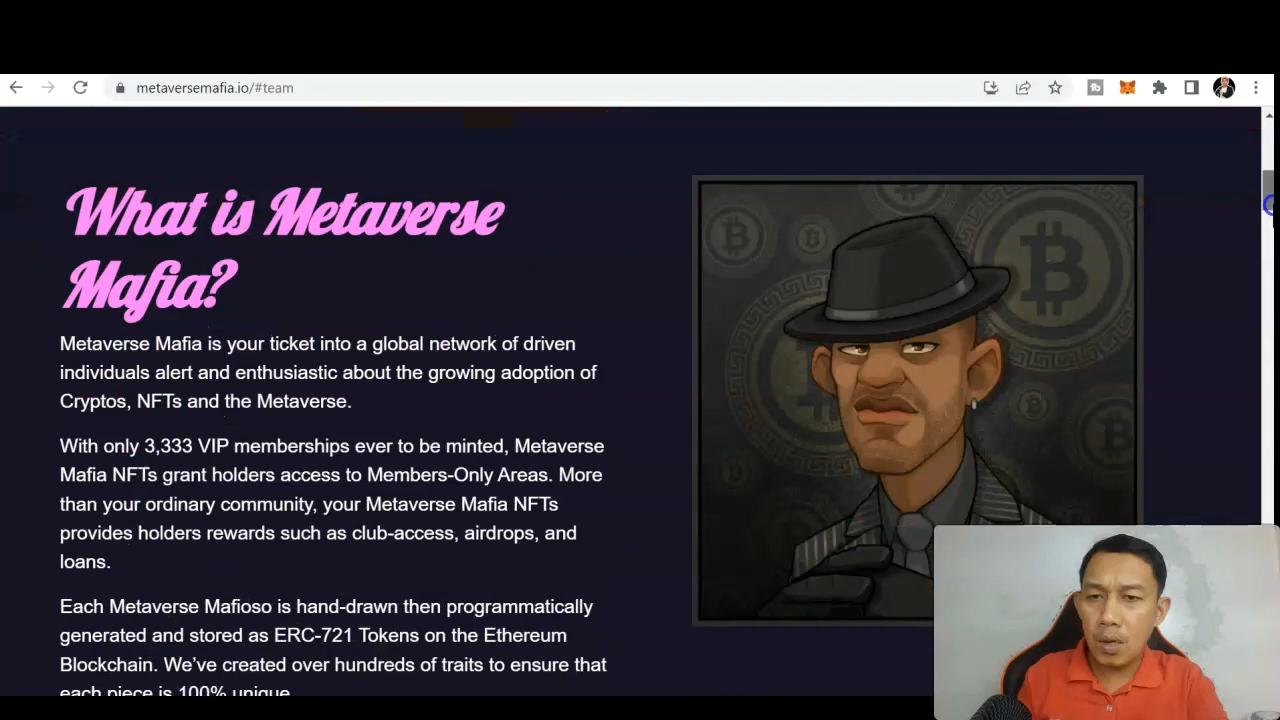 metaversemafia.io/#team
What is Metaverse
Mafia?
Metaverse Mafia is your ticket into a global network of driven
individuals alert and enthusiastic about the growing adoption of
Cryptos, NFTs and the Metaverse.
With only 3,333 VIP memberships ever to be minted, Metaverse
Mafia NFTs grant holders access to Members-Only Areas. More
than your ordinary community, your Metaverse Mafia NFTs
provides holders rewards such as club-access, airdrops, and
loans.
Each Metaverse Mafioso is hand-drawn then programmatically
generated and stored as ERC-721 Tokens on the Ethereum
Blockchain. We’ve created over hundreds of traits to ensure that
each piece is 100% unique